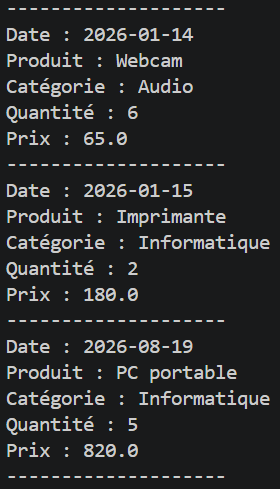 --------------------
Date : 2026-01-14
Produit : Webcam
Catégorie : Audio
Quantité : 6
Prix : 65.0
--------------------
Date : 2026-01-15
Produit : Imprimante
Catégorie : Informatique
Quantité : 2
Prix : 180.0
--------------------
Date : 2026-08-19
Produit : PC portable
Catégorie : Informatique
Quantité : 5
Prix : 820.0
--------------------